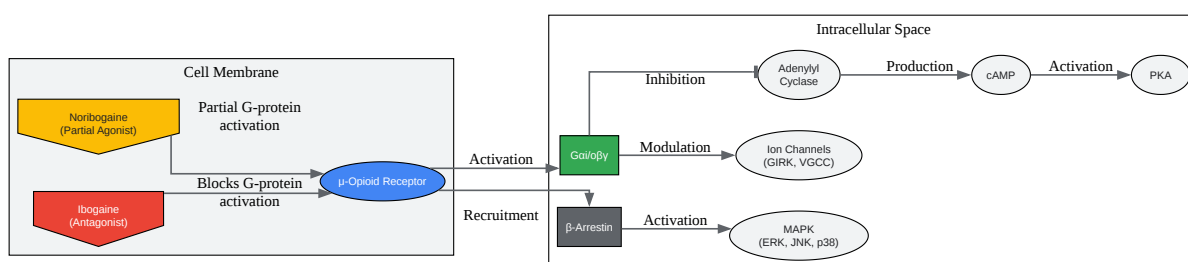 Intracellular Space
Cell Membrane
Noribogaine
(Partial Agonist)
Partial G-protein
activation
Ibogaine
(Antagonist)
Blocks G-protein
activation
μ-Opioid Receptor
Activation
Recruitment
Gαi/oβγ
β-Arrestin
Inhibition
Adenylyl
Cyclase
Production
cAMP
Activation
PKA
Modulation
Ion Channels
(GIRK, VGCC)
Activation
MAPK
(ERK, JNK, p38)